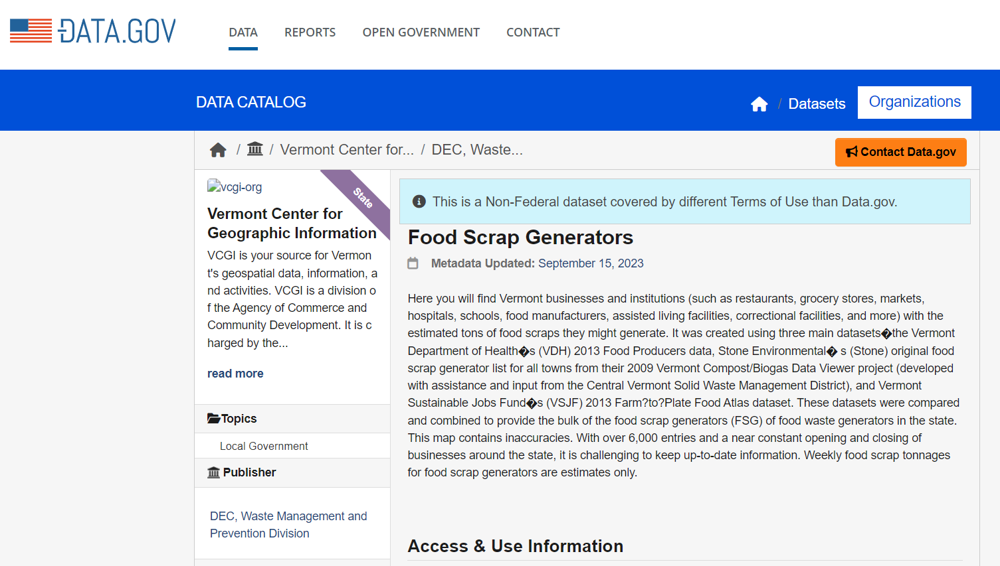 DATA.GOV
DATA REPORTS OPEN GOVERNMENT CONTACT
DATA CATALOG
/ Datasets
Organizations
/ / Vermont Center for... / DEC, Waste...
Contact Data.gov
vcgi-org
State
Vermont Center for
Geographic Information
VCGI is your source for Vermon
t's geospatial data, information, a
nd activities. VCGI is a division o
f the Agency of Commerce and
Community Development. It is c
harged by the...
read more
Topics
Local Government
Publisher
DEC, Waste Management and
Prevention Division
This is a Non-Federal dataset covered by different Terms of Use than Data.gov.
Food Scrap Generators
Metadata Updated: September 15, 2023
Here you will find Vermont businesses and institutions (such as restaurants, grocery stores, markets,
hospitals, schools, food manufacturers, assisted living facilities, correctional facilities, and more) with the
estimated tons of food scraps they might generate. It was created using three main datasets�the Vermont
Department of Health�s (VDH) 2013 Food Producers data, Stone Environmental� s (Stone) original food
scrap generator list for all towns from their 2009 Vermont Compost/Biogas Data Viewer project (developed
with assistance and input from the Central Vermont Solid Waste Management District), and Vermont
Sustainable Jobs Fund�s (VSJF) 2013 Farm?to?Plate Food Atlas dataset. These datasets were compared
and combined to provide the bulk of the food scrap generators (FSG) of food waste generators in the state.
This map contains inaccuracies. With over 6,000 entries and a near constant opening and closing of
businesses around the state, it is challenging to keep up-to-date information. Weekly food scrap tonnages
for food scrap generators are estimates only.
Access & Use Information